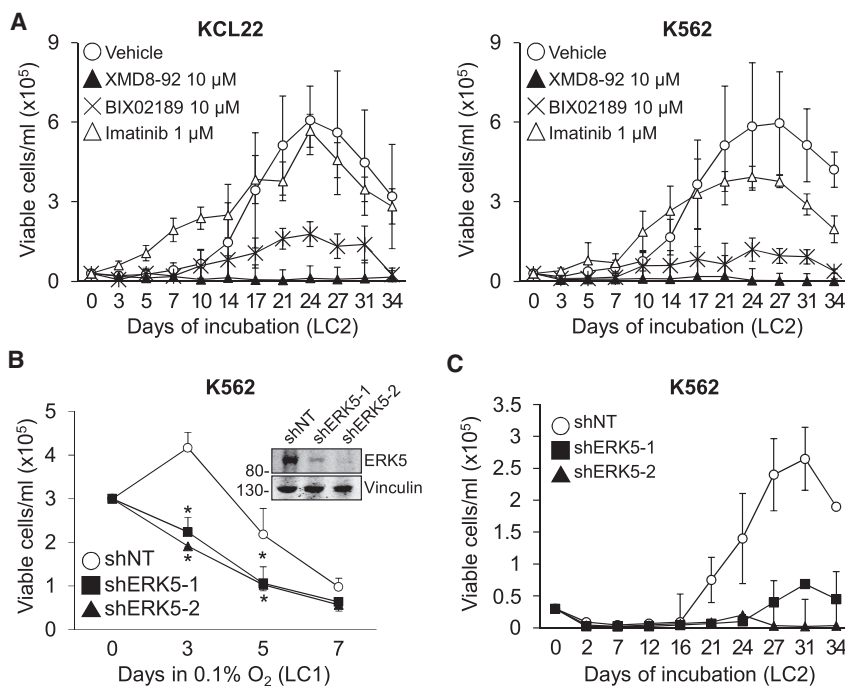 A
KCL22
Viable cells/ml (x10⁵)
9
6
3
0
Vehicle
XMD8-92 10 µM
BIX02189 10 µM
Imatinib 1 µM
0 3 5 7 10 14 17 21 24 27 31 34
Days of incubation (LC2)
K562
Viable cells/ml (x10⁵)
9
6
3
0
Vehicle
XMD8-92 10 µM
BIX02189 10 µM
Imatinib 1 µM
0 3 5 7 10 14 17 21 24 27 31 34
Days of incubation (LC2)
B
K562
Viable cells/ml (x10⁵)
5
4
3
2
1
0
shNT
shERK5-1
shERK5-2
80-
ERK5
130-
Vinculin
*
*
*
*
shNT
shERK5-1
shERK5-2
0 3 5 7
Days in 0.1% O₂ (LC1)
C
K562
Viable cells/ml (x10⁵)
3.5
3
2.5
2
1.5
1
0.5
0
shNT
shERK5-1
shERK5-2
0 2 7 12 16 21 24 27 31 34
Days of incubation (LC2)